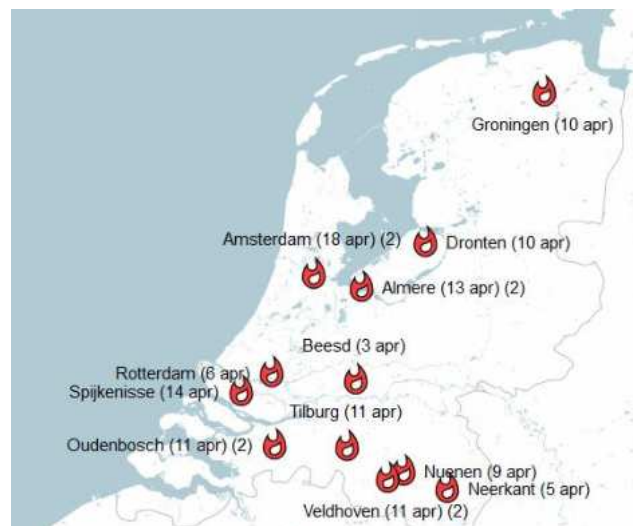 Groningen (10 apr)
Amsterdam (18 apr) (2)
Dronten (10 apr)
Almere (13 apr) (2)
Beesd (3 apr)
Rotterdam (6 apr)
Spijkenisse (14 apr)
Tilburg (11 apr)
Oudenbosch (11 apr) (2)
Nuenen (9 apr)
Neerkant (5 apr)
Veldhoven (11 apr) (2)